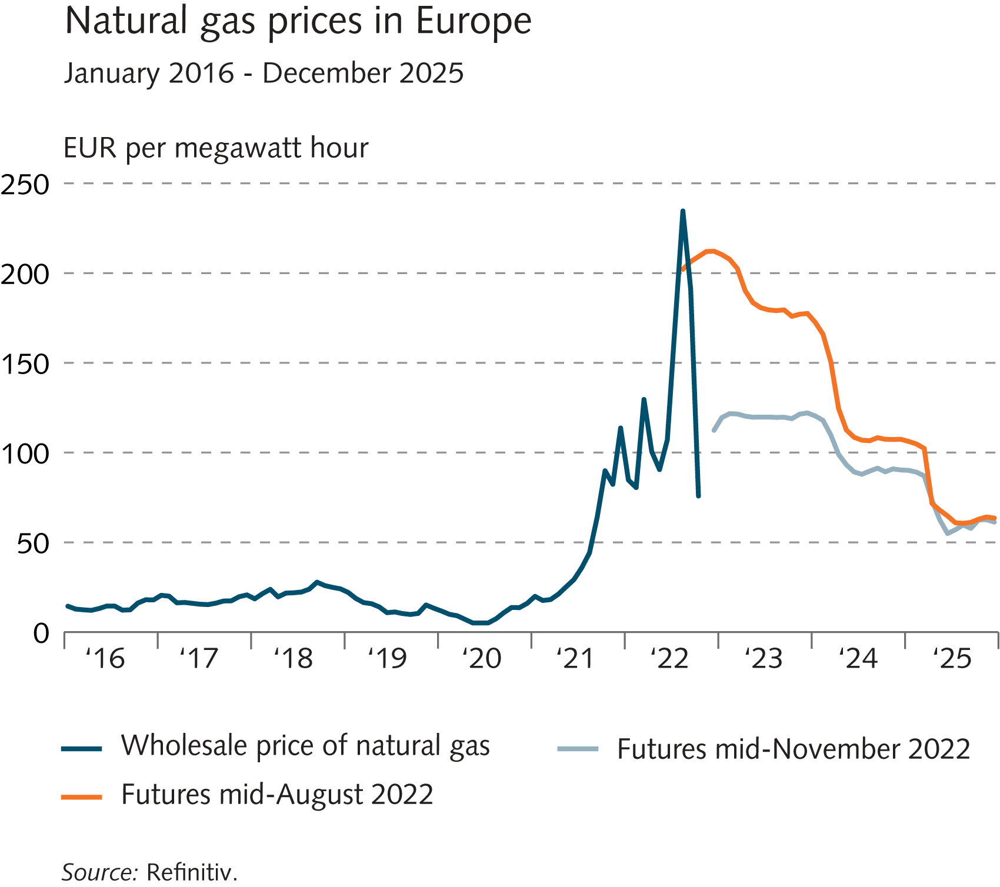 Natural gas prices in Europe
January 2016 - December 2025
EUR per megawatt hour
250
200
150
100
50
0
‘16 ‘17 ‘18 ‘19 ‘20 ‘21 ‘22 ‘23 ‘24 ‘25
Wholesale price of natural gas
Futures mid-November 2022
Futures mid-August 2022
Source: Refinitiv.